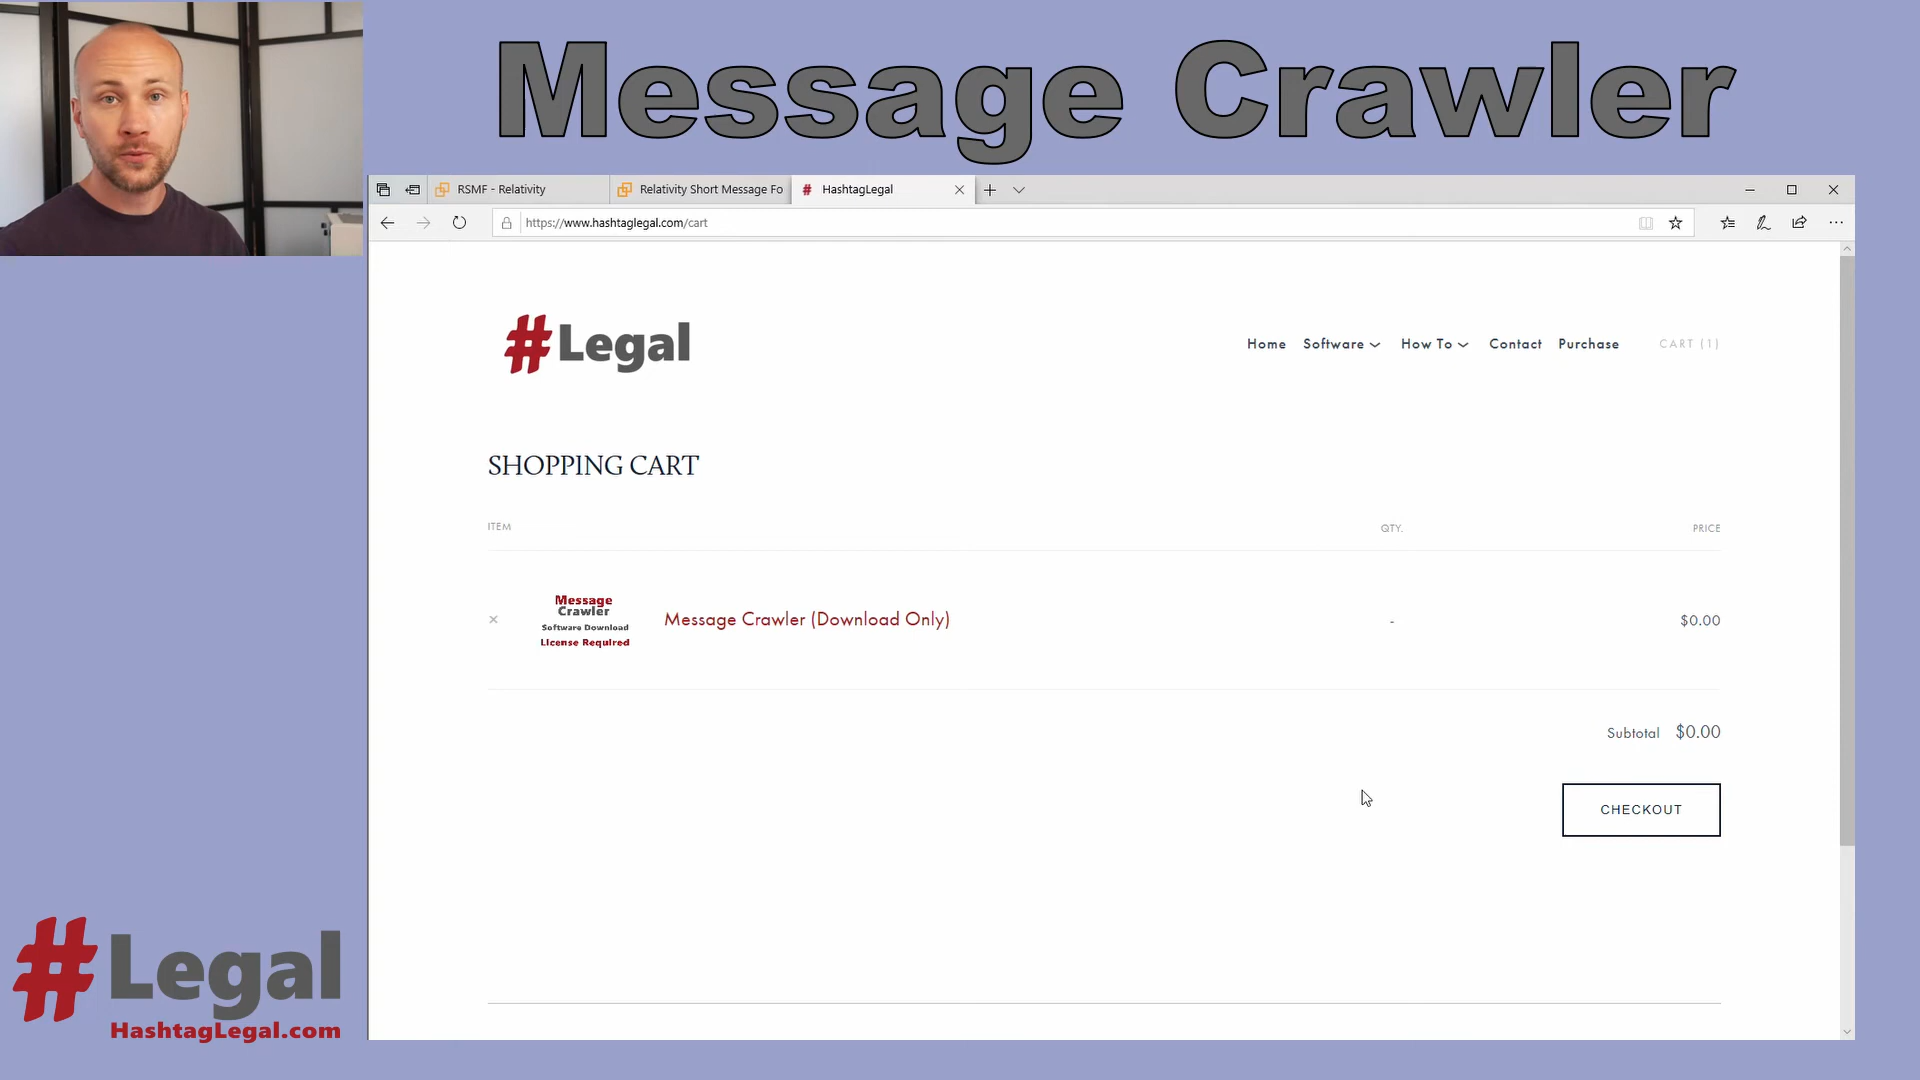 Message Crawler
RSMF - Relativity
Relativity Short Message Fo
# HashtagLegal
https://www.hashtaglegal.com/cart
#Legal
Home Software How To Contact Purchase CART (1)
SHOPPING CART
ITEM QTY. PRICE
Message
Crawler
Software Download
License Required
Message Crawler (Download Only) - $0.00
Subtotal $0.00
CHECKOUT
#Legal
HashtagLegal.com